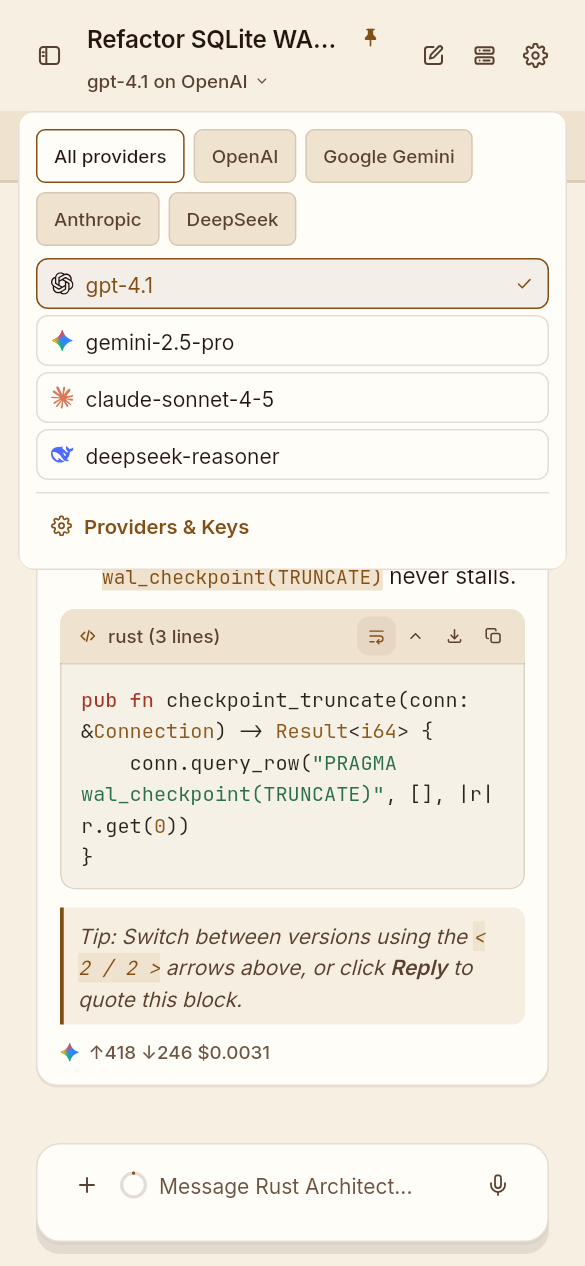 Refactor SQLite WA...
gpt-4.1 on OpenAI
All providers
OpenAI
Google Gemini
Anthropic
DeepSeek
gpt-4.1
gemini-2.5-pro
claude-sonnet-4-5
deepseek-reasoner
Providers & Keys
wal_checkpoint(TRUNCATE) never stalls.
rust (3 lines)
pub fn checkpoint_truncate(conn:
&Connection) -> Result<i64> {
    conn.query_row("PRAGMA
wal_checkpoint(TRUNCATE)", [], |r|
r.get(0))
}
Tip: Switch between versions using the <
2 / 2 > arrows above, or click Reply to
quote this block.
↑418 ↓246 $0.0031
Message Rust Architect...